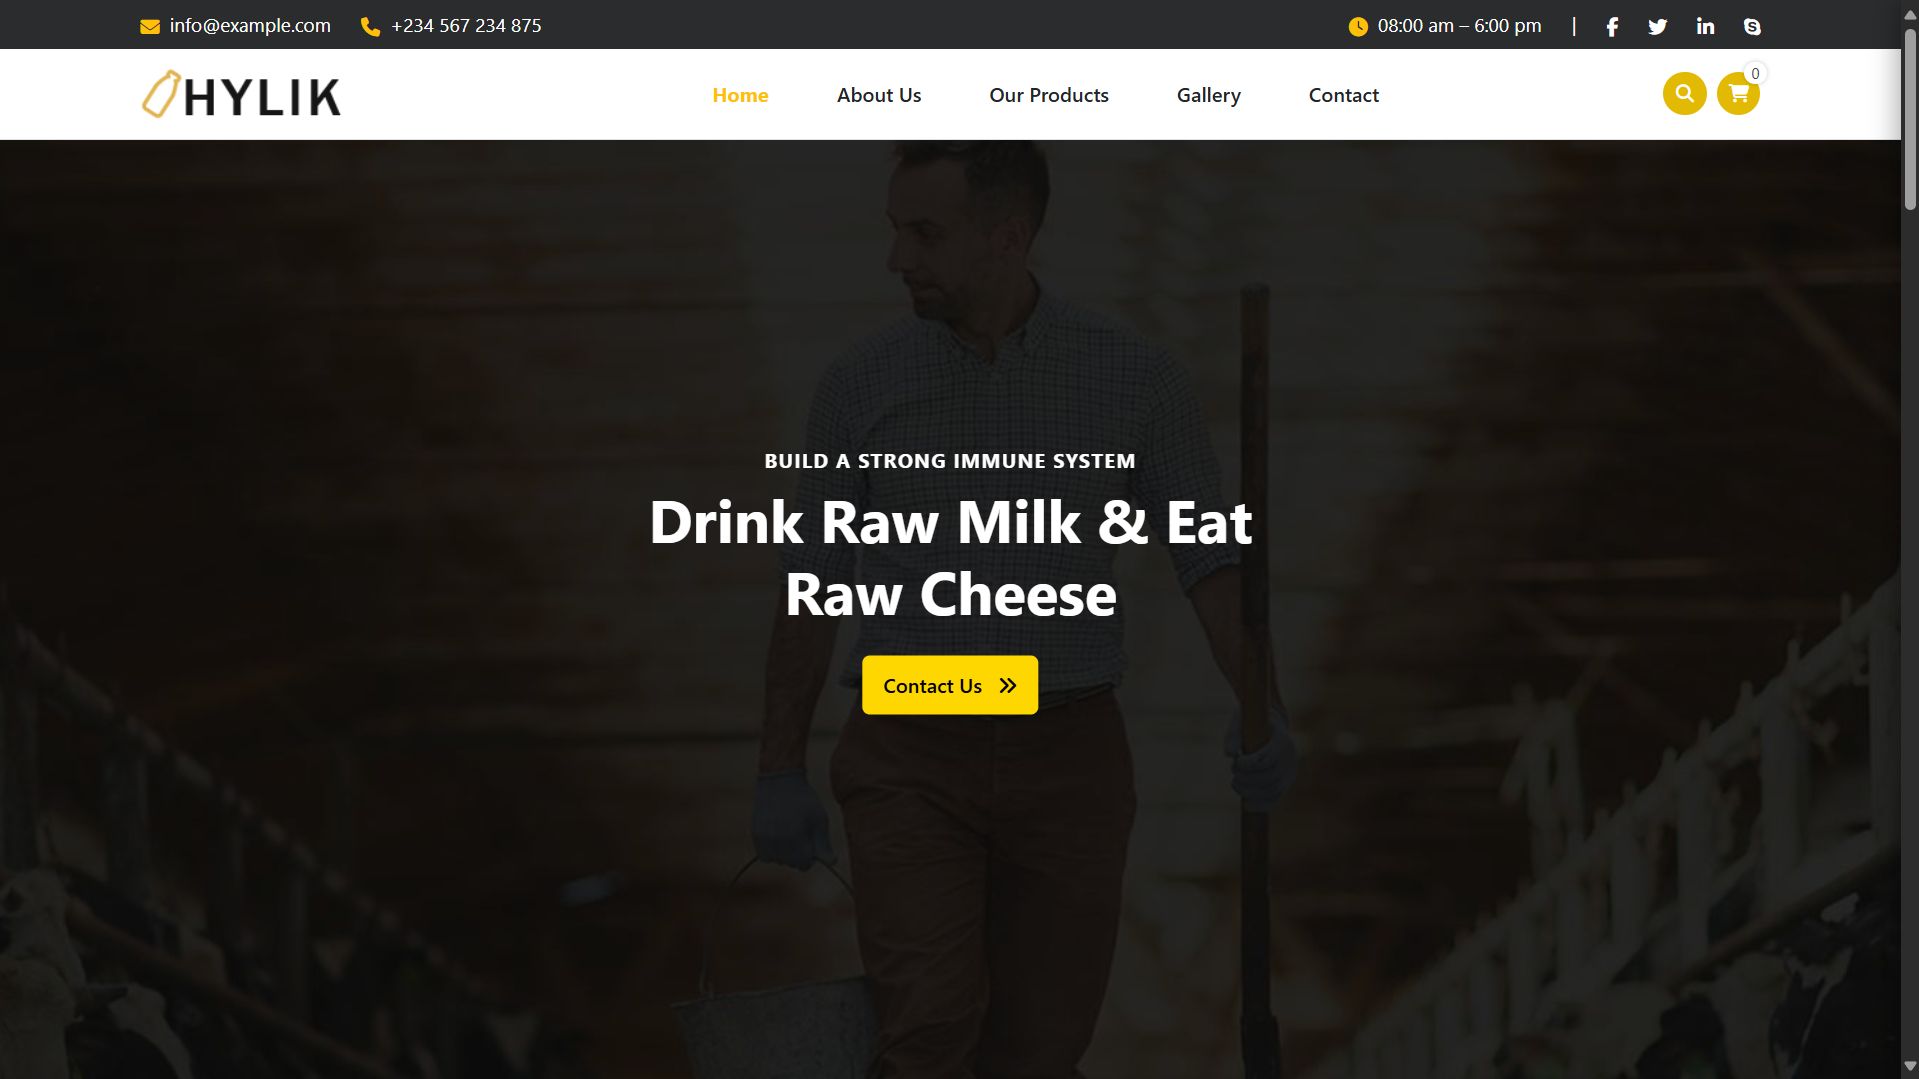 info@example.com
+234 567 234 875
08:00 am – 6:00 pm
|
HYLIK
Home
About Us
Our Products
Gallery
Contact
0
BUILD A STRONG IMMUNE SYSTEM
Drink Raw Milk & Eat
Raw Cheese
Contact Us